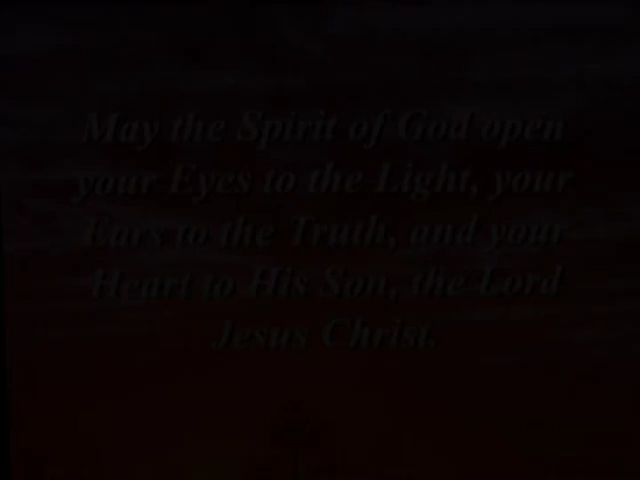 May the Spirit of God open
your Eyes to the Light, your
Ears to the Truth, and your
Heart to His Son, the Lord
Jesus Christ.